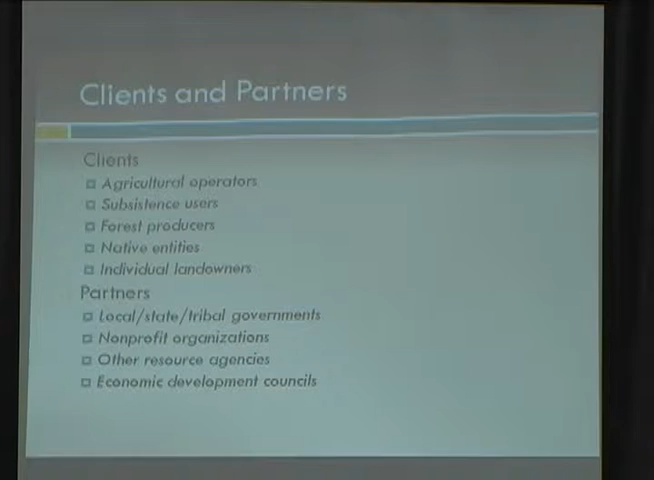 Clients and Partners
Clients
Agricultural operators
Subsistence users
Forest producers
Native entities
Individual landowners
Partners
Local/state/tribal governments
Nonprofit organizations
Other resource agencies
Economic development councils